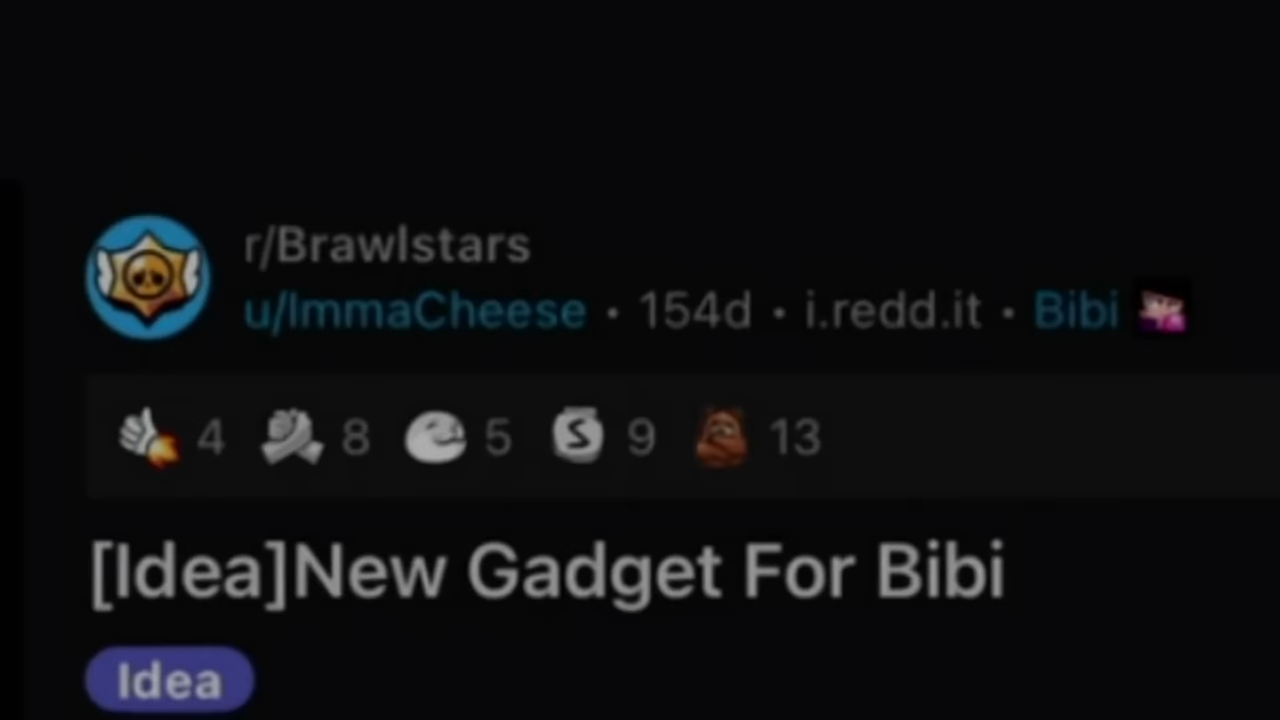 r/Brawlstars
u/ImmaCheese • 154d • i.redd.it • Bibi
4 8 5 S 9 13
[Idea]New Gadget For Bibi
Idea